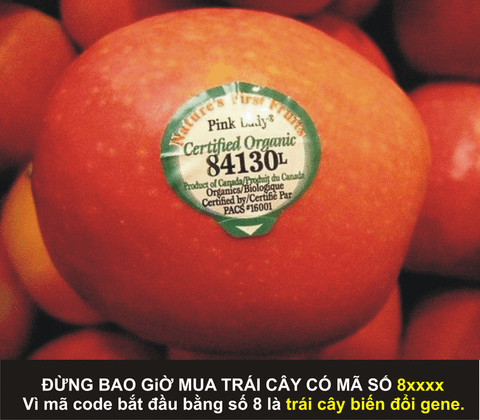 Nature's First Fruits
Pink Lady®
Certified Organic
84130L
Product of Canada/Produit du Canada
Organics/Biologique
Certified by/Certifié Par
PACS #16001
ĐỪNG BAO GIỜ MUA TRÁI CÂY CÓ MÃ SỐ 8xxxx
Vì mã code bắt đầu bằng số 8 là trái cây biến đổi gene.